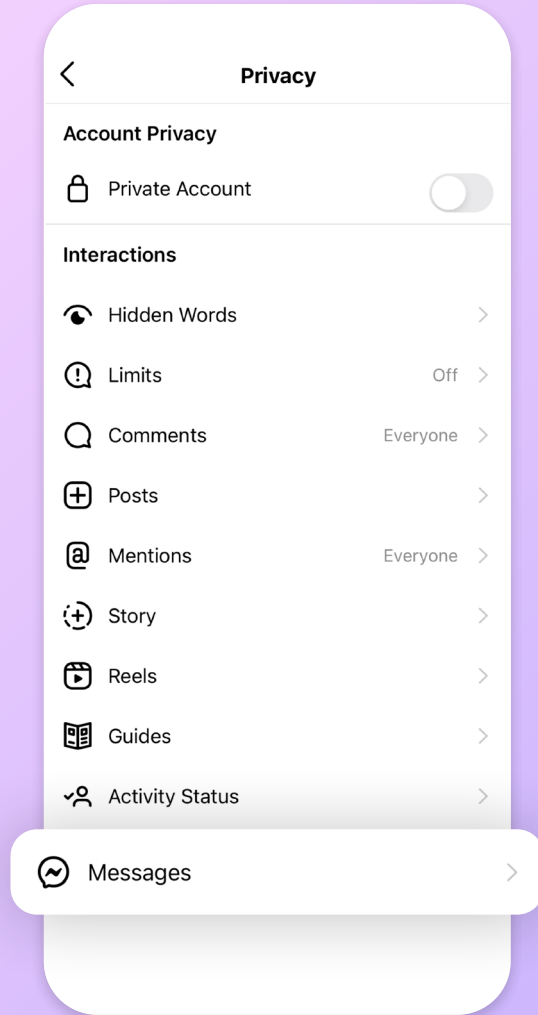 Privacy
Account Privacy
Private Account
Interactions
Hidden Words
Limits Off
Comments Everyone
Posts
Mentions Everyone
Story
Reels
Guides
Activity Status
Messages